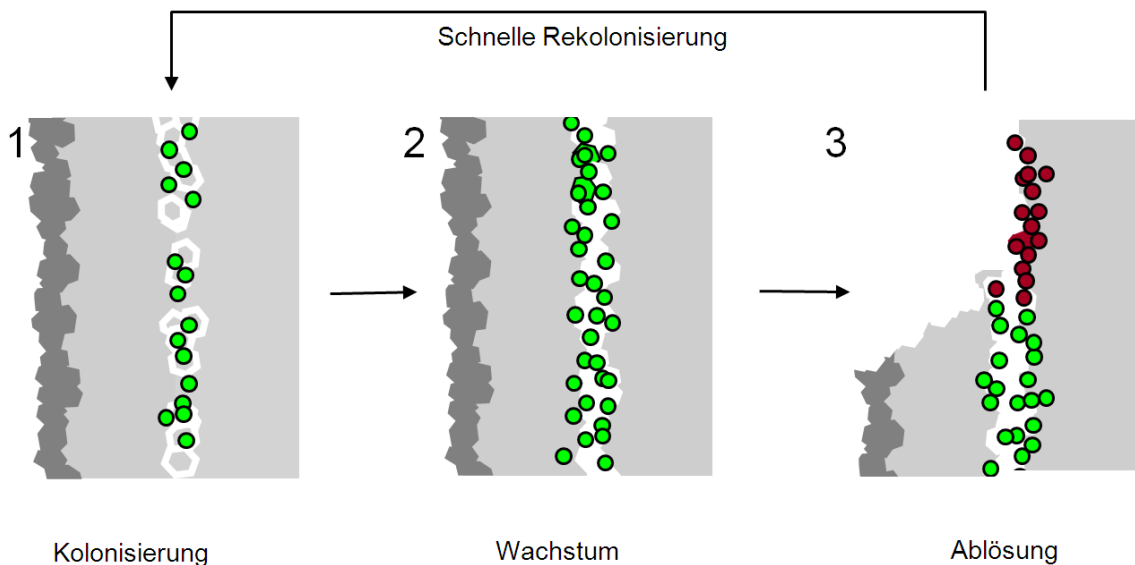 Schnelle Rekolonisierung
1
2
3
Kolonisierung
Wachstum
Ablösung